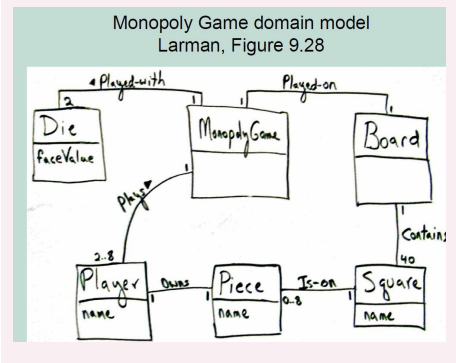 Monopoly Game domain model
Larman, Figure 9.28
Played-with
Played-on
2
1
1
1
Die
faceValue
MonopolyGame
Board
1
Plays
1
Contains
2..8
40
Player
name
Owns
1
1
Piece
name
Is-on
0..8
1
Square
name